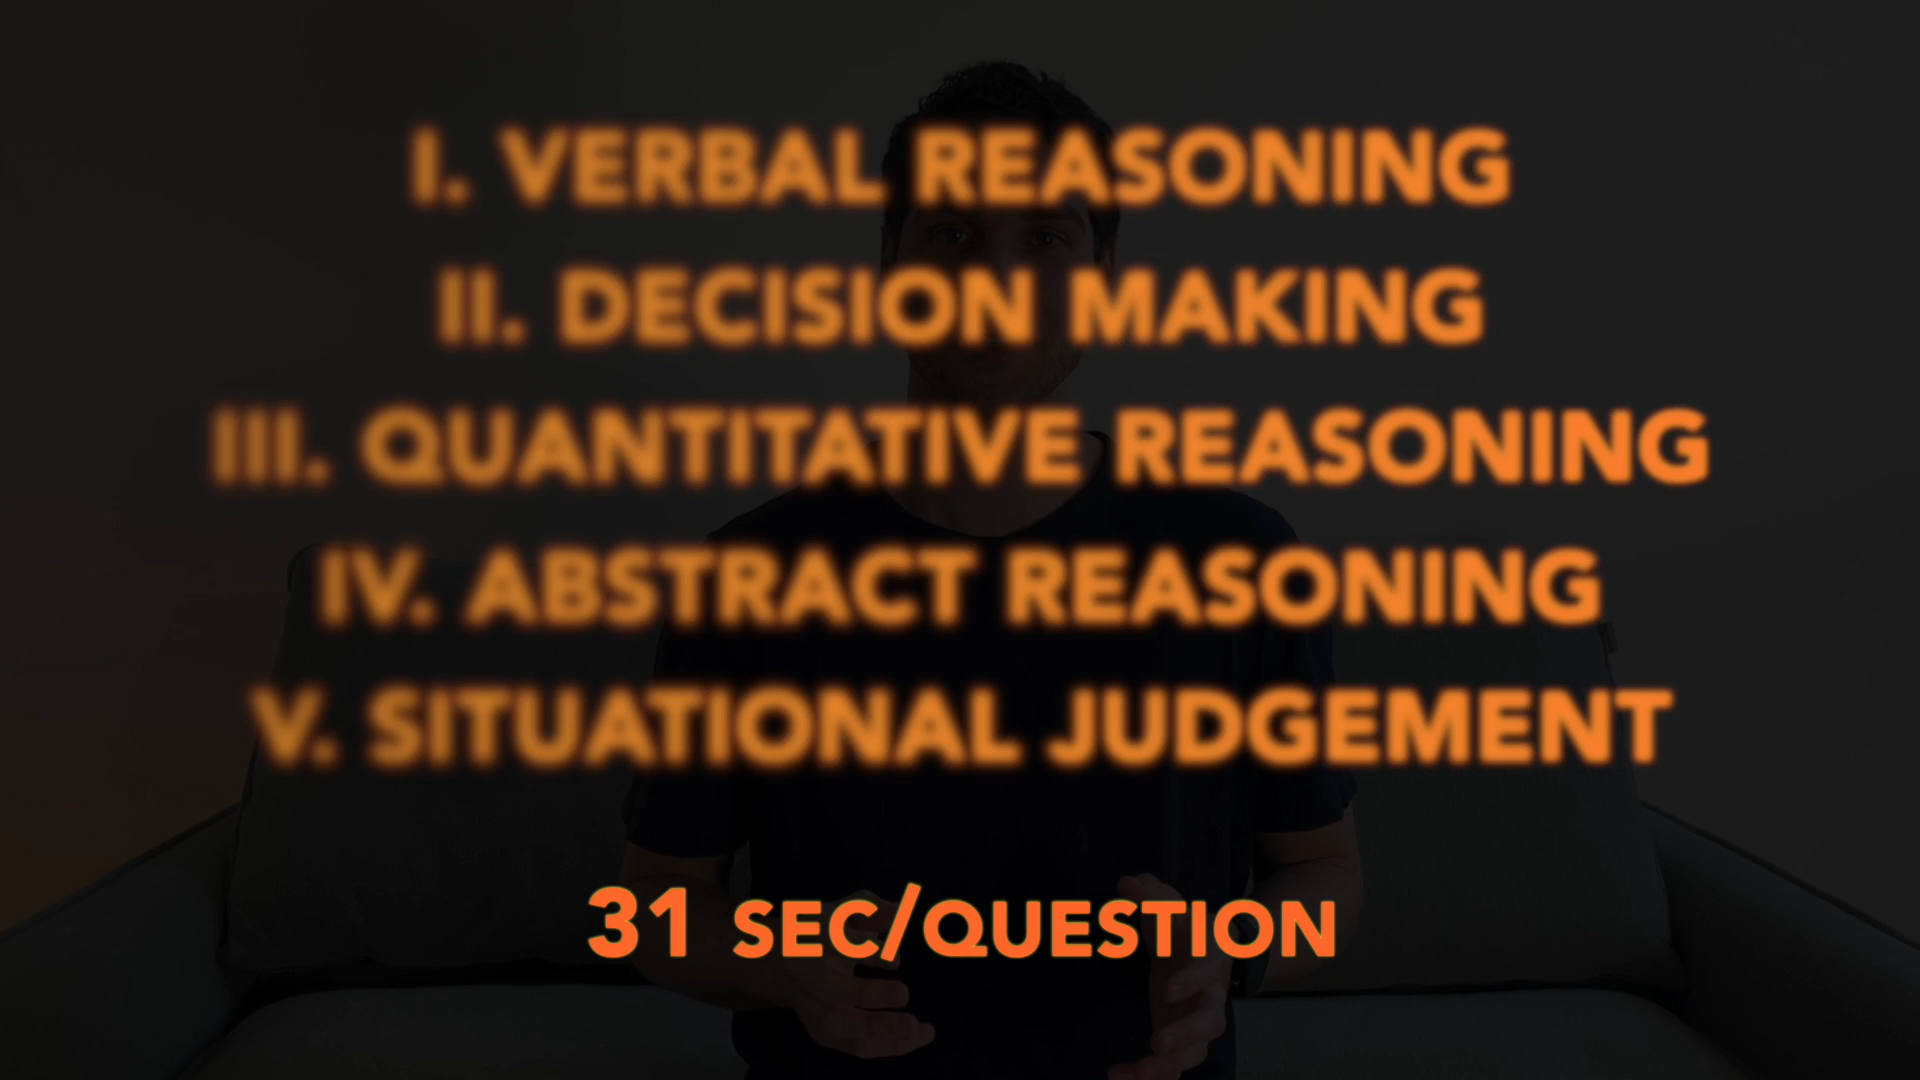 I. VERBAL REASONING
II. DECISION MAKING
III. QUANTITATIVE REASONING
IV. ABSTRACT REASONING
V. SITUATIONAL JUDGEMENT
31 SEC/QUESTION